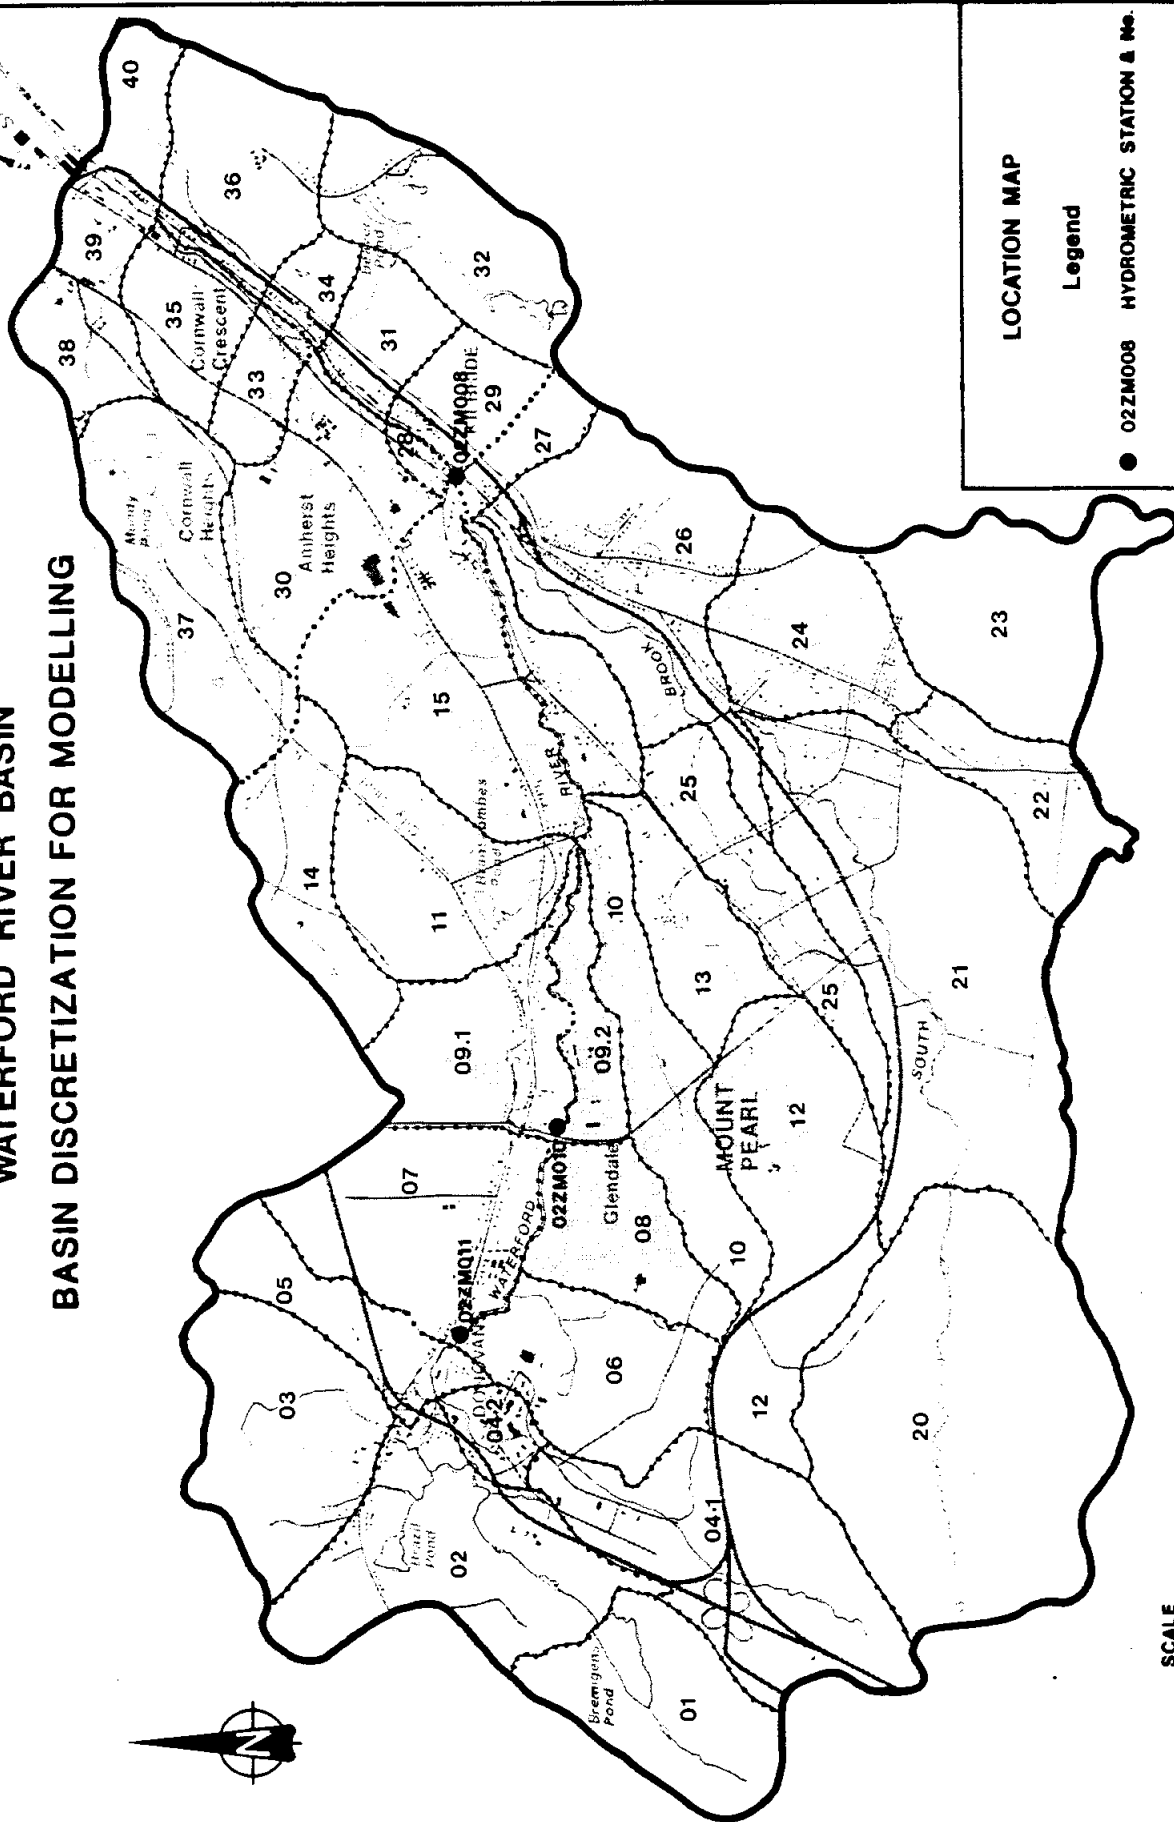 WATERFORD RIVER BASIN
BASIN DISCRETIZATION FOR MODELLING
N
40
39
38
36
35
Cornwall
Crescent
34
33
32
31
30
Amherst
Heights
Cornwall
Heights
Mundy
Pond
37
28
02ZM008
29
27
26
24
23
22
21
SOUTH
BROOK
25
25
15
RIVER
14
11
10
13
09.1
09.2
02ZM010
MOUNT
PEARL
12
Glendale
08
10
07
WATERFORD
02ZM011
05
03
04.2
06
12
20
02
Pond
04.1
Bremigens
Pond
01
LOCATION MAP
Legend
● 02ZM008 HYDROMETRIC STATION & No.
SCALE